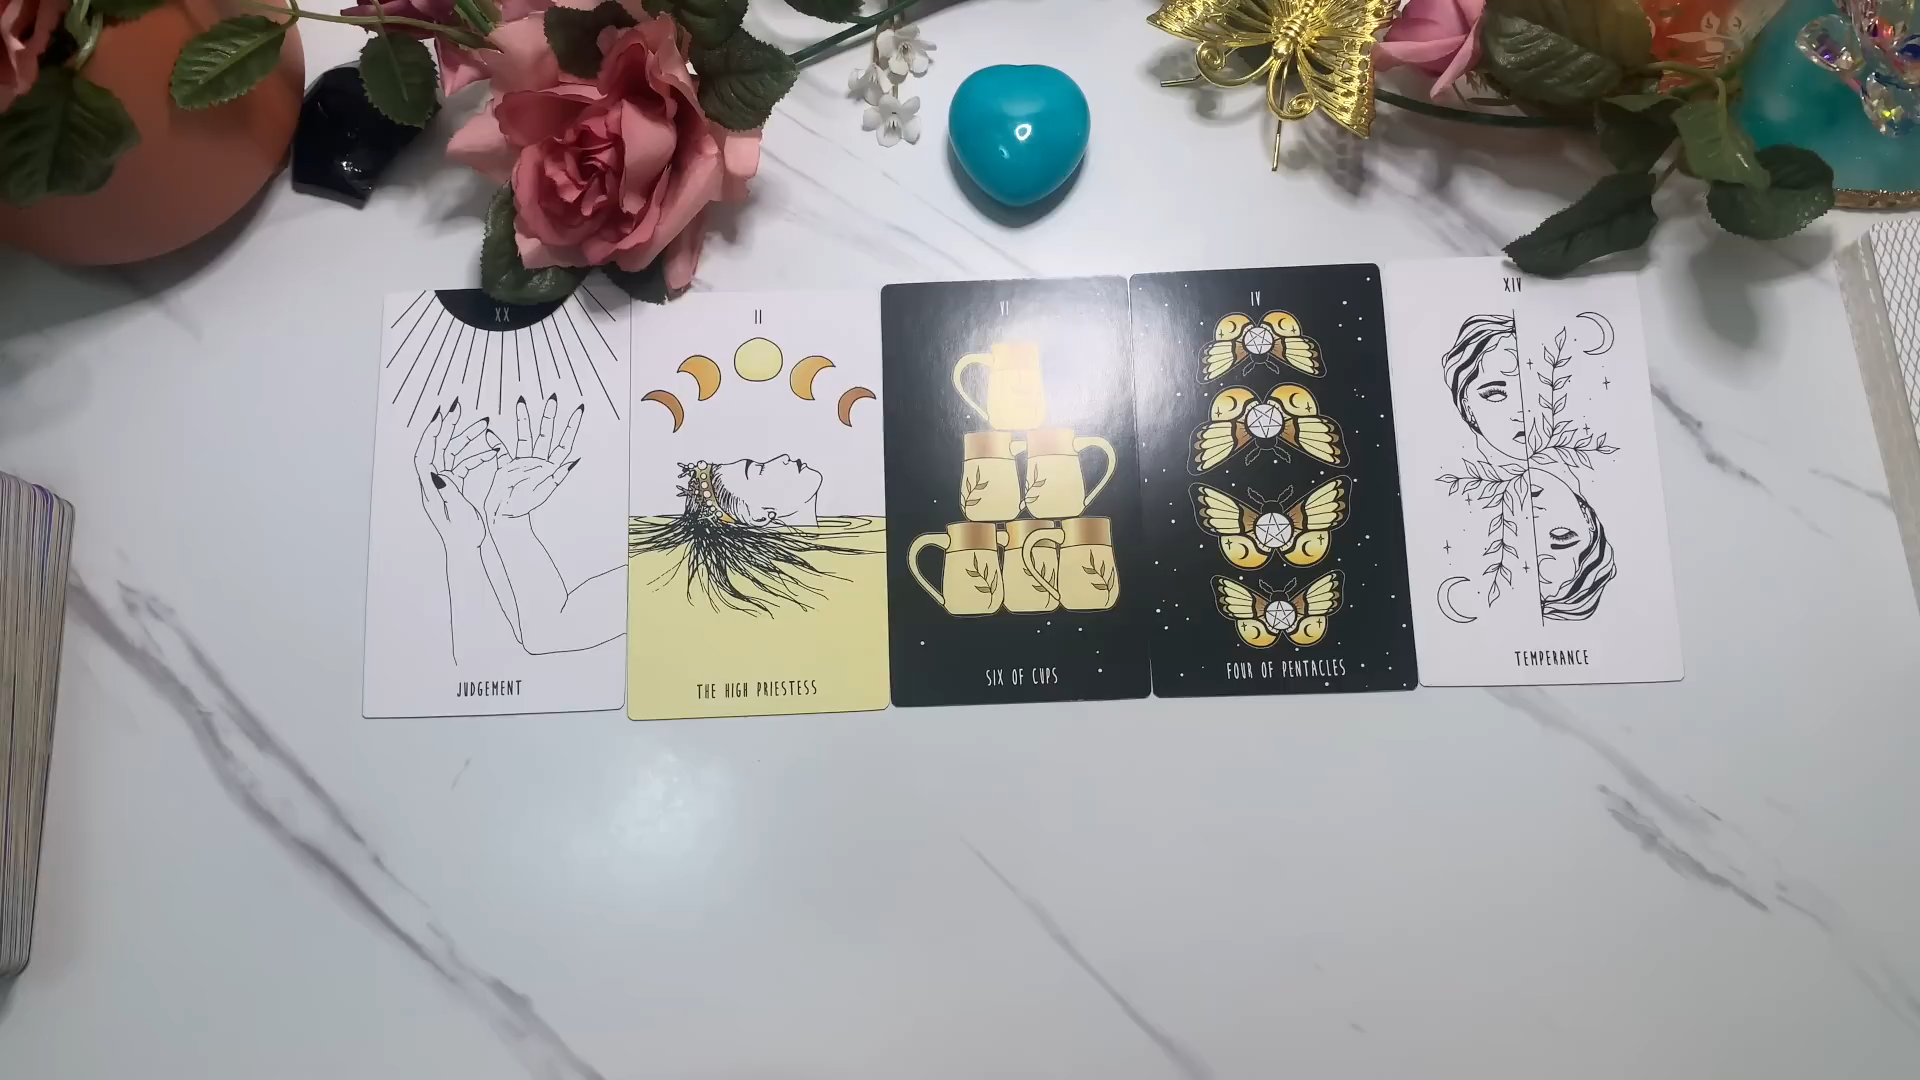 XX
JUDGEMENT
II
THE HIGH PRIESTESS
VI
SIX OF CUPS
IV
FOUR OF PENTACLES
XIV
TEMPERANCE